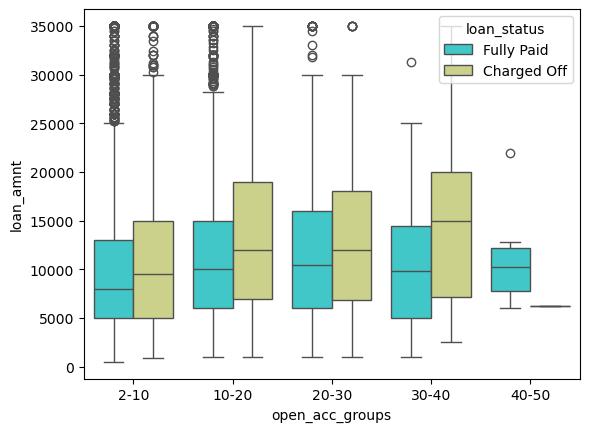 loan_status
Fully Paid
Charged Off
loan_amnt
35000
30000
25000
20000
15000
10000
5000
0
2-10 10-20 20-30 30-40 40-50
open_acc_groups